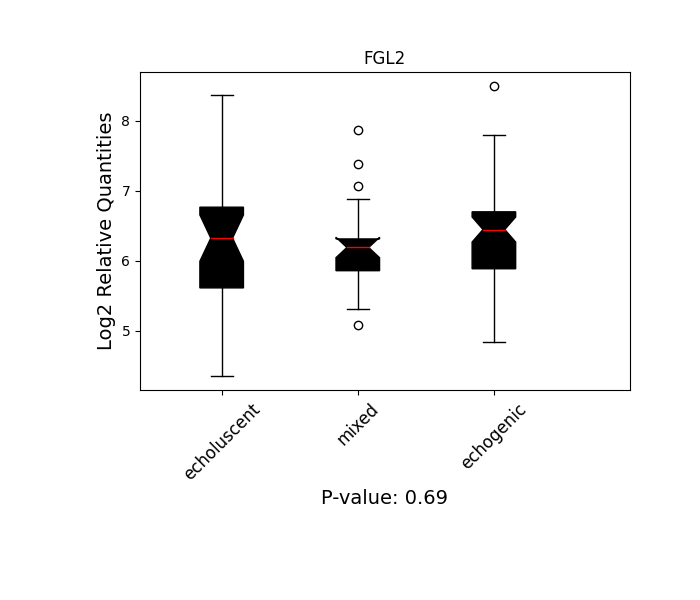 FGL2
Log2 Relative Quantities
8
7
6
5
echoluscent
mixed
echogenic
P-value: 0.69